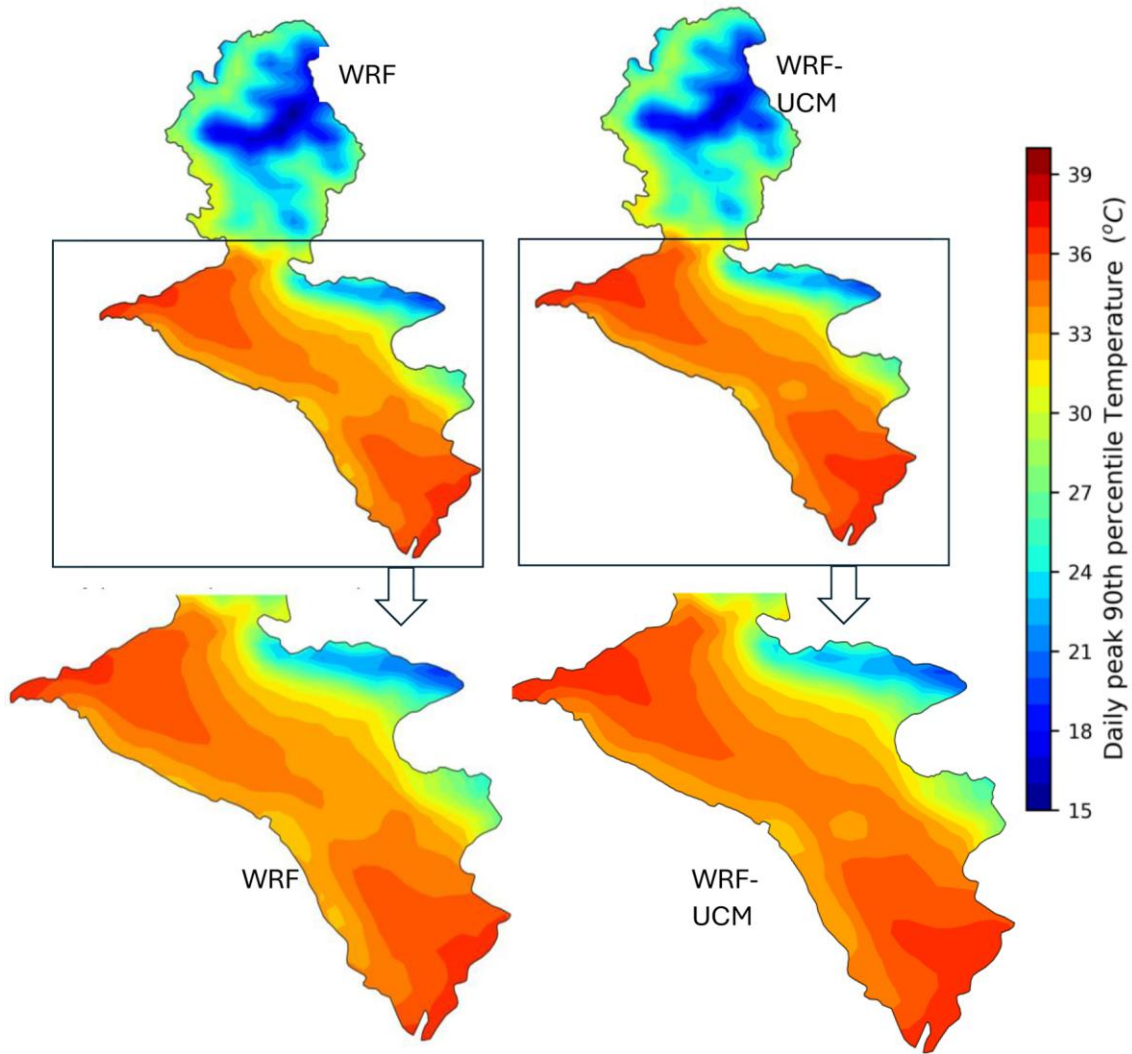 WRF
WRF-
UCM
39
36
33
30
27
24
21
18
15
Daily peak 90th percentile Temperature (°C)
WRF
WRF-
UCM